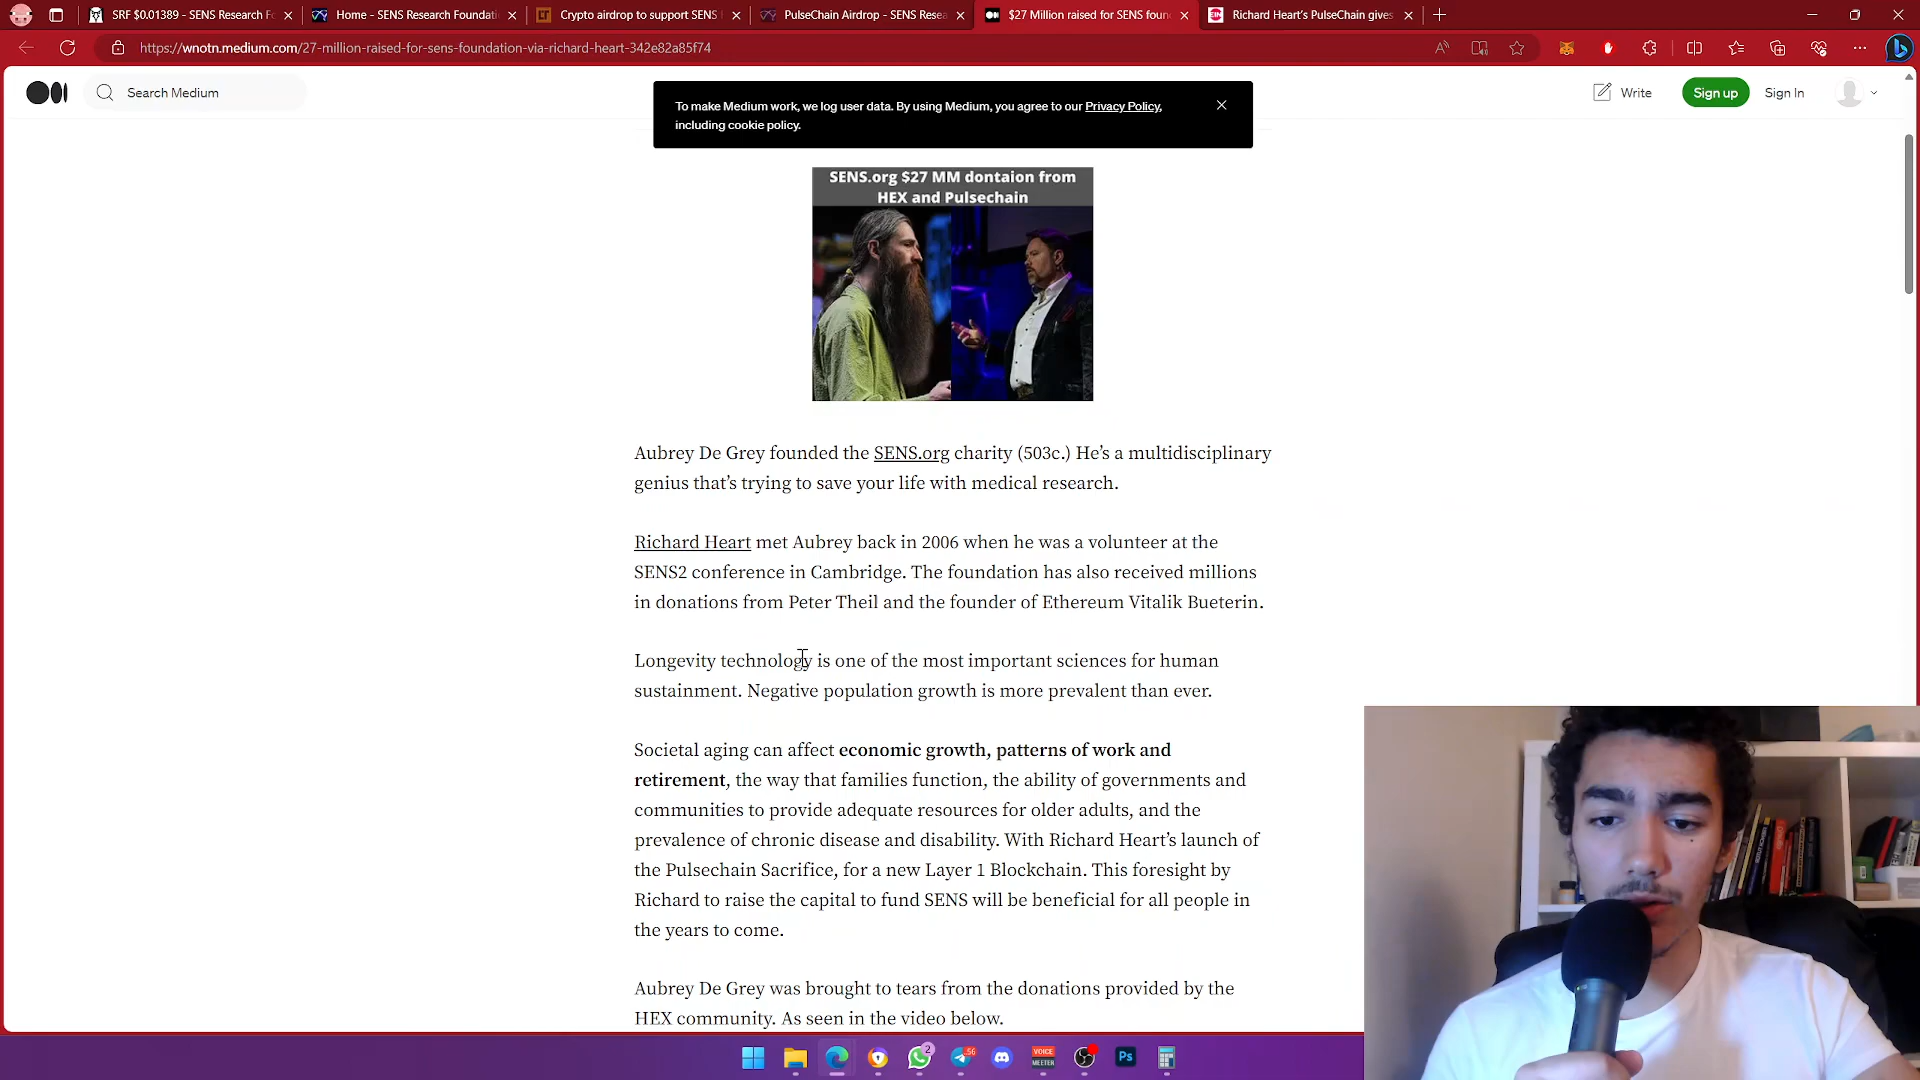 SRF $0.01389 - SENS Research Fo
Home - SENS Research Foundati
Crypto airdrop to support SENS
PulseChain Airdrop - SENS Resea
$27 Million raised for SENS foun
Richard Heart's PulseChain gives
https://wnotn.medium.com/27-million-raised-for-sens-foundation-via-richard-heart-342e82a85f74
Search Medium
Write
Sign up
Sign In
To make Medium work, we log user data. By using Medium, you agree to our Privacy Policy,
including cookie policy.
SENS.org $27 MM dontaion from
HEX and Pulsechain
Aubrey De Grey founded the SENS.org charity (503c.) He's a multidisciplinary
genius that's trying to save your life with medical research.
Richard Heart met Aubrey back in 2006 when he was a volunteer at the
SENS2 conference in Cambridge. The foundation has also received millions
in donations from Peter Theil and the founder of Ethereum Vitalik Bueterin.
Longevity technology is one of the most important sciences for human
sustainment. Negative population growth is more prevalent than ever.
Societal aging can affect economic growth, patterns of work and
retirement, the way that families function, the ability of governments and
communities to provide adequate resources for older adults, and the
prevalence of chronic disease and disability. With Richard Heart's launch of
the Pulsechain Sacrifice, for a new Layer 1 Blockchain. This foresight by
Richard to raise the capital to fund SENS will be beneficial for all people in
the years to come.
Aubrey De Grey was brought to tears from the donations provided by the
HEX community. As seen in the video below.
2
56
VOICE
MEETER
Ps